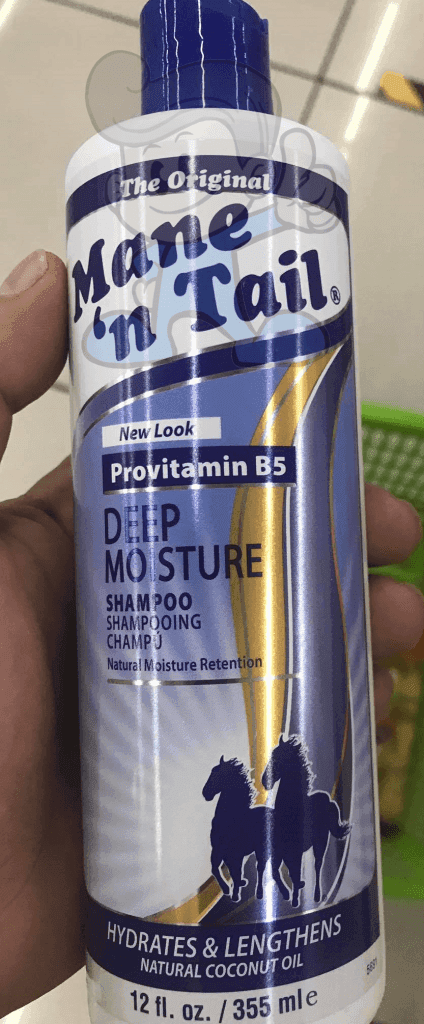 The Original
Mane
'n Tail®
New Look
Provitamin B5
DEEP
MOISTURE
SHAMPOO
SHAMPOOING
CHAMPÚ
Natural Moisture Retention
HYDRATES & LENGTHENS
NATURAL COCONUT OIL
12 fl. oz. / 355 ml e